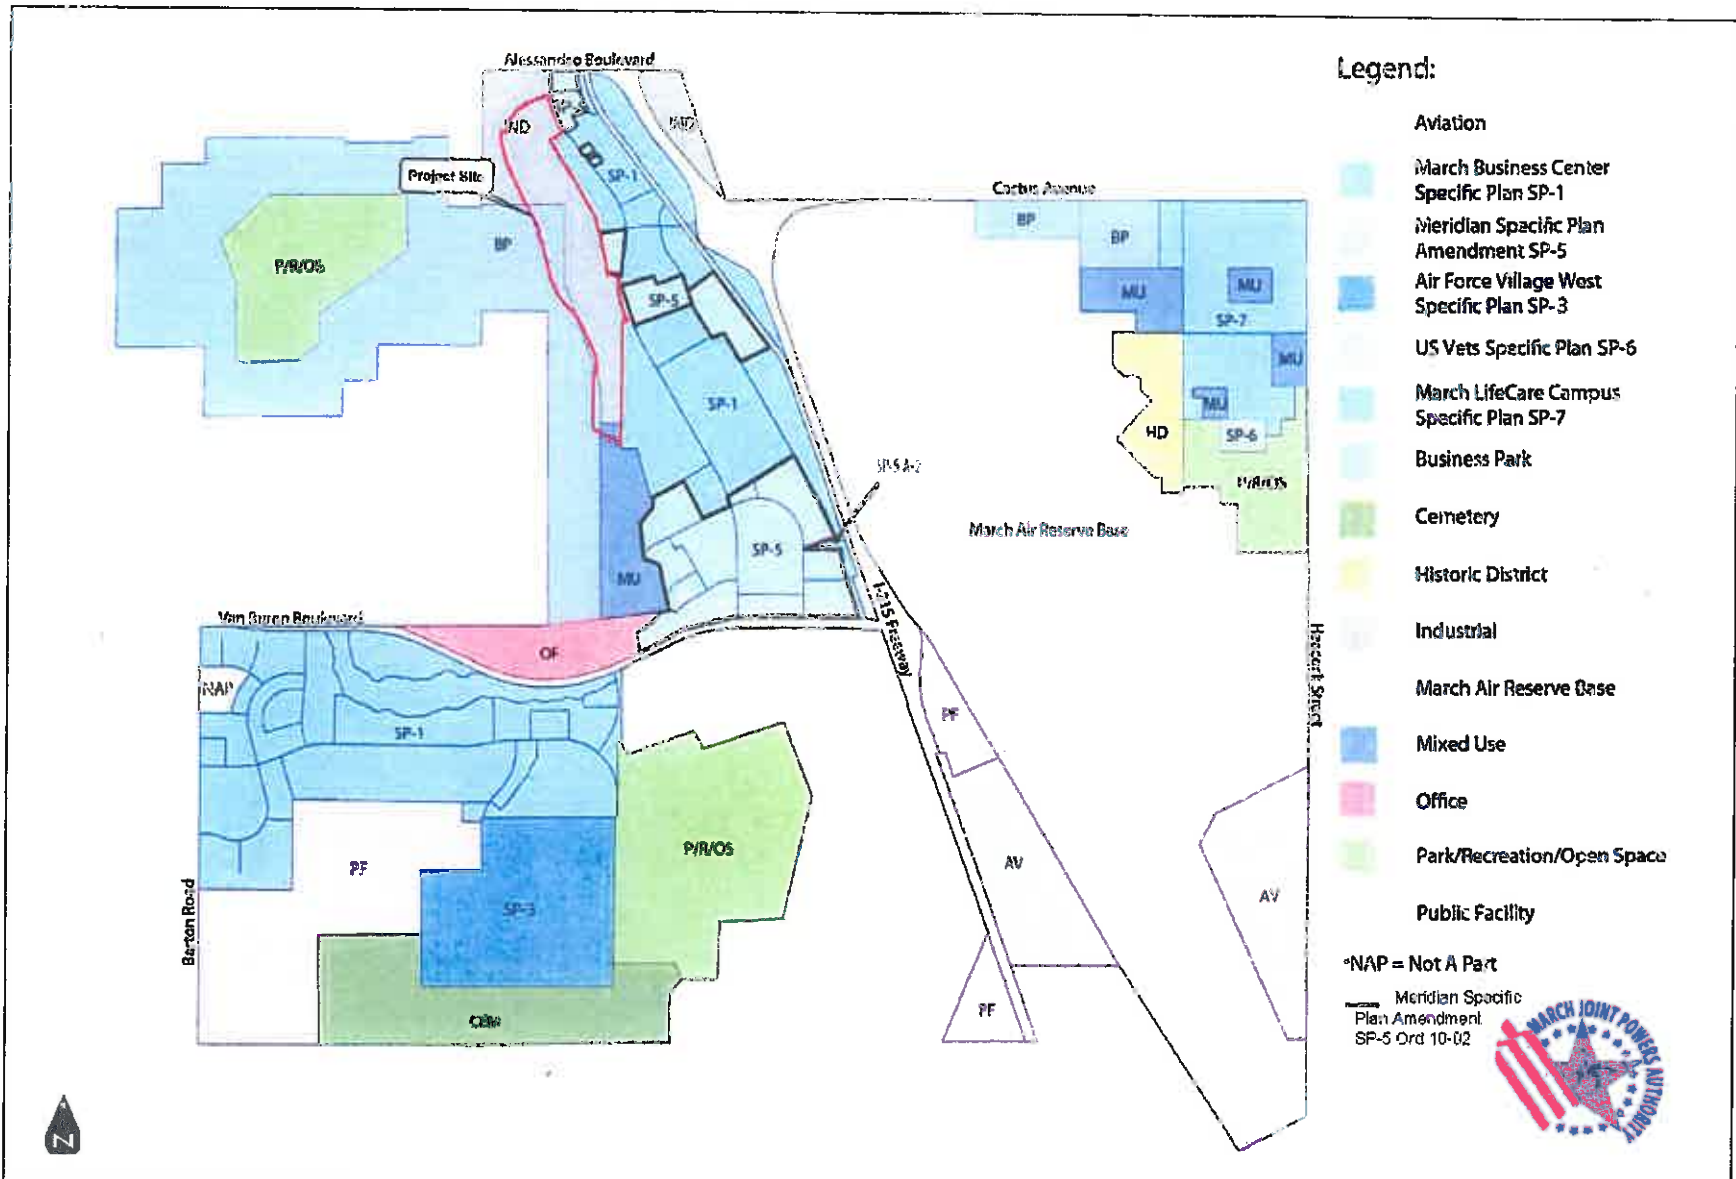 Alessandro Boulevard
Legend:
Aviation
March Business Center
Specific Plan SP-1
Meridian Specific Plan
Amendment SP-5
Air Force Village West
Specific Plan SP-3
US Vets Specific Plan SP-6
March LifeCare Campus
Specific Plan SP-7
Business Park
Cemetery
Historic District
Industrial
March Air Reserve Base
Mixed Use
Office
Park/Recreation/Open Space
Public Facility
*NAP = Not A Part
Meridian Specific
Plan Amendment
SP-5 Ord 10-02
MARCH JOINT POWERS AUTHORITY
IND
IND
Project Site
SP-1
Cactus Avenue
BP
BP
BP
P/R/OS
SP-5
MU
MU
SP-7
MU
MU
SP-1
HD
SP-6
P/R/OS
SP-5 A-2
March Air Reserve Base
SP-5
MU
I-215 Freeway
Van Buren Boulevard
OF
NAP
SP-1
PF
P/R/OS
PF
SP-3
AV
AV
Barton Road
PF
N